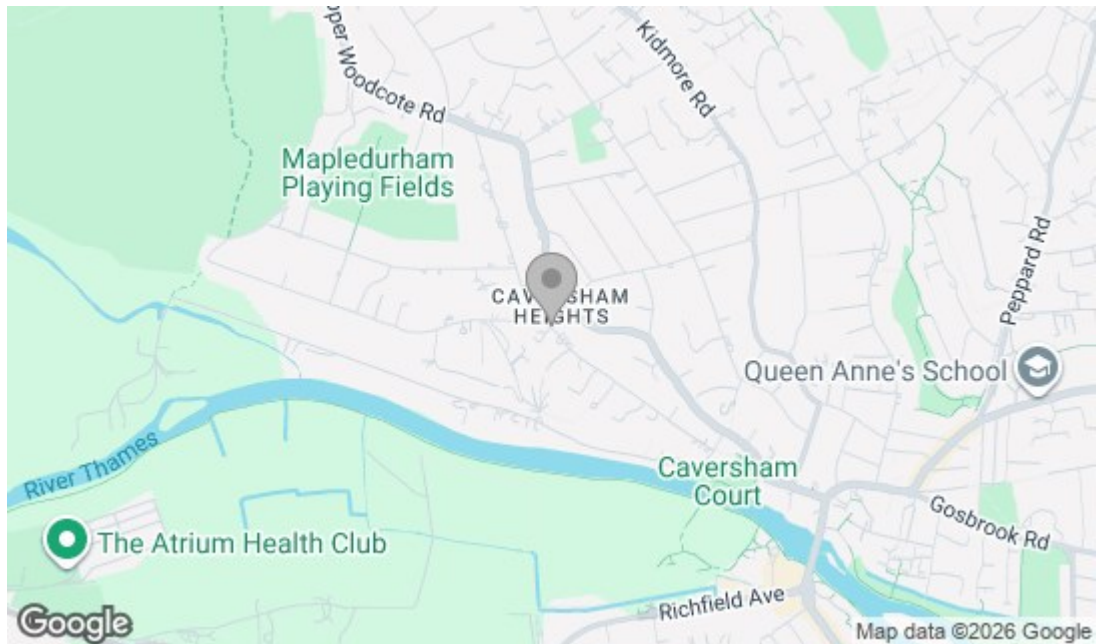 pper Woodcote Rd
Kidmore Rd
Mapledurham
Playing Fields
Peppard Rd
CAVERSHAM
HEIGHTS
Queen Anne's School
River Thames
Caversham
Court
Gosbrook Rd
The Atrium Health Club
Richfield Ave
Google
Map data ©2026 Google